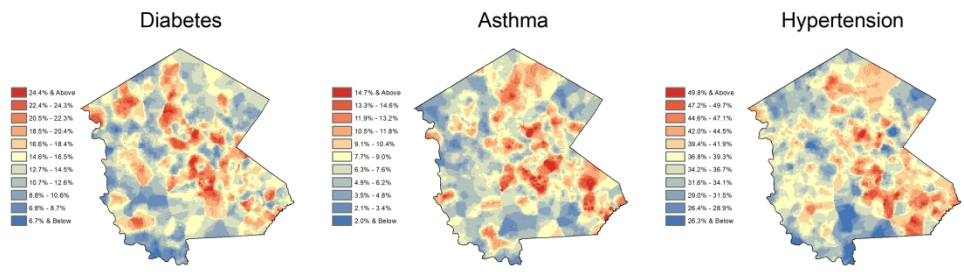 Diabetes
24.4% & Above
22.4% - 24.3%
20.5% - 22.3%
18.5% - 20.4%
16.6% - 18.4%
14.6% - 16.5%
12.7% - 14.5%
10.7% - 12.6%
8.8% - 10.6%
6.8% - 8.7%
6.7% & Below
Asthma
14.7% & Above
13.3% - 14.6%
11.9% - 13.2%
10.5% - 11.8%
9.1% - 10.4%
7.7% - 9.0%
6.3% - 7.6%
4.9% - 6.2%
3.5% - 4.8%
2.1% - 3.4%
2.0% & Below
Hypertension
49.8% & Above
47.2% - 49.7%
44.6% - 47.1%
42.0% - 44.5%
39.4% - 41.9%
36.8% - 39.3%
34.2% - 36.7%
31.6% - 34.1%
29.0% - 31.5%
26.4% - 28.9%
26.3% & Below